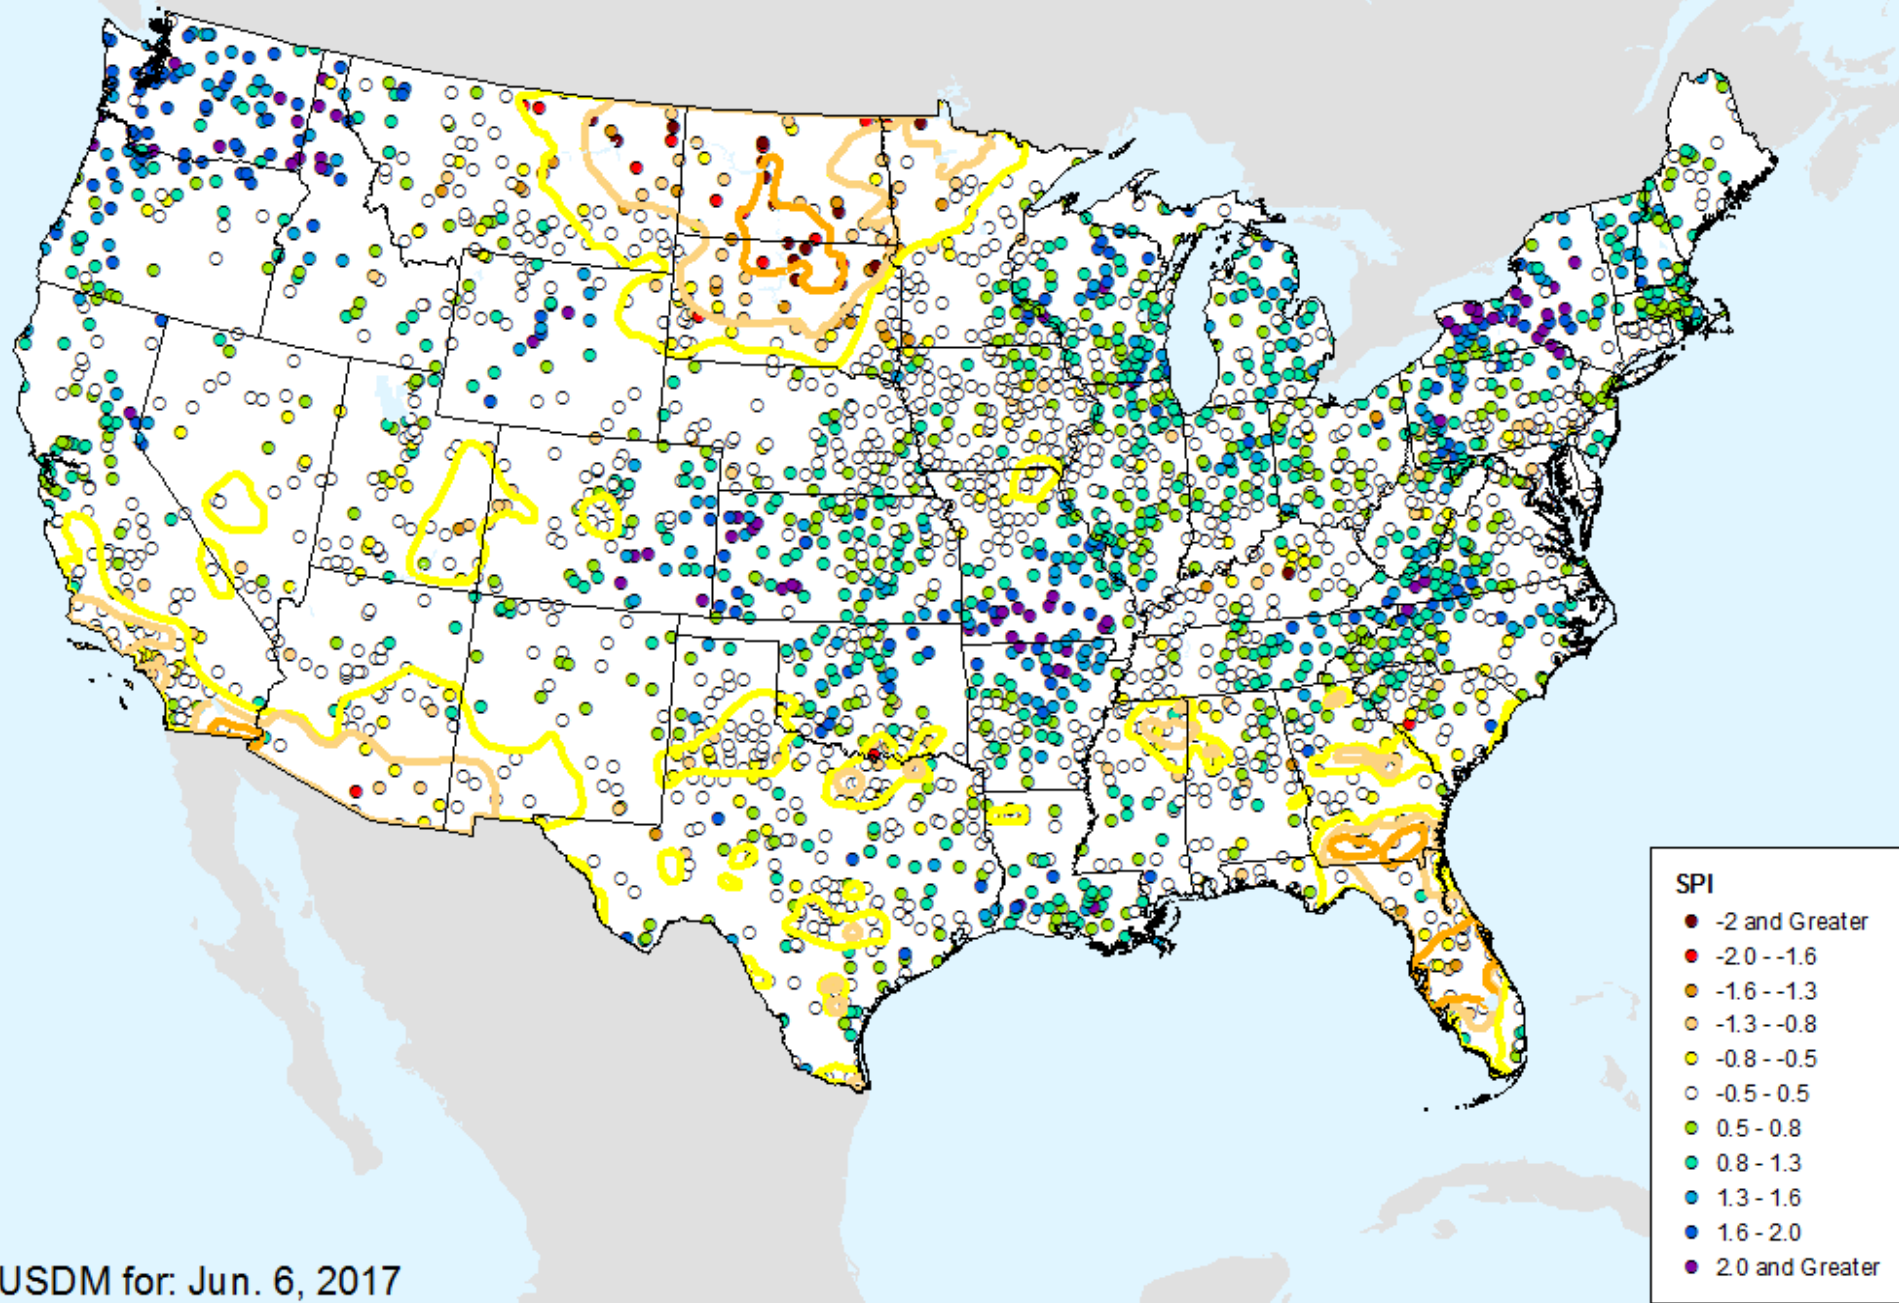 SPI
-2 and Greater
-2.0 - -1.6
-1.6 - -1.3
-1.3 - -0.8
-0.8 - -0.5
-0.5 - 0.5
0.5 - 0.8
0.8 - 1.3
1.3 - 1.6
1.6 - 2.0
2.0 and Greater
USDM for: Jun. 6, 2017